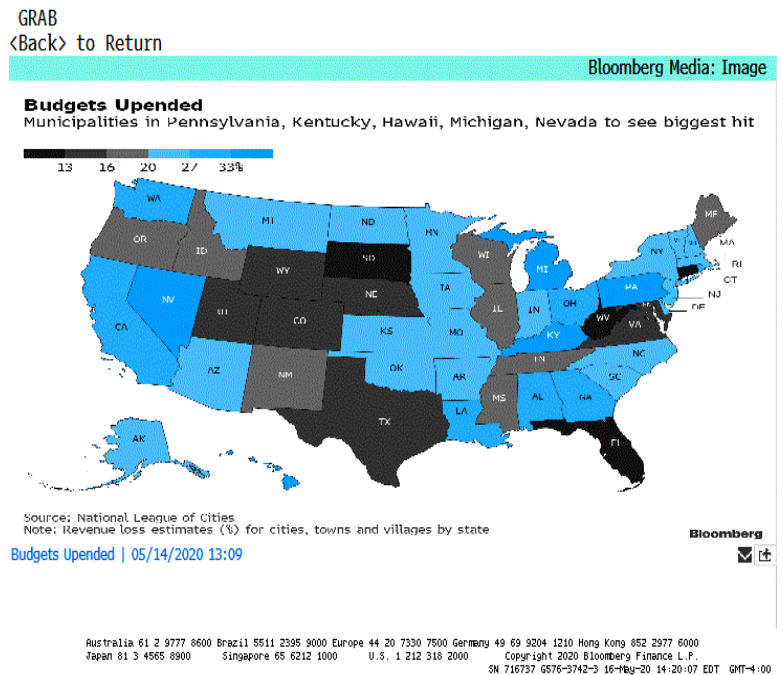 GRAB
<Back> to Return
Bloomberg Media: Image
Budgets Upended
Municipalities in Pennsylvania, Kentucky, Hawaii, Michigan, Nevada to see biggest hit
13 16 20 27 33%
WA
MT
ND
MN
OR
ID
WY
SD
WI
MI
NY
MA
RI
CT
NJ
DE
NV
UT
CO
NE
IA
IL
IN
OH
PA
WV
VA
CA
KS
MO
KY
NC
AZ
NM
OK
AR
TN
SC
TX
LA
MS
AL
NA
FL
AK
Source: National League of Cities
Note: Revenue loss estimates (%) for cities, towns and villages by state
Bloomberg
Budgets Upended | 05/14/2020 13:09
Australia 61 2 9777 8600 Brazil 5511 2395 9000 Europe 44 20 7330 7500 Germany 49 69 9204 1210 Hong Kong 852 2977 6000
Japan 81 3 4565 8900 Singapore 65 6212 1000 U.S. 1 212 318 2000 Copyright 2020 Bloomberg Finance L.P.
SN 716737 G576-3742-3 16-May-20 14:20:07 EDT GMT-4:00